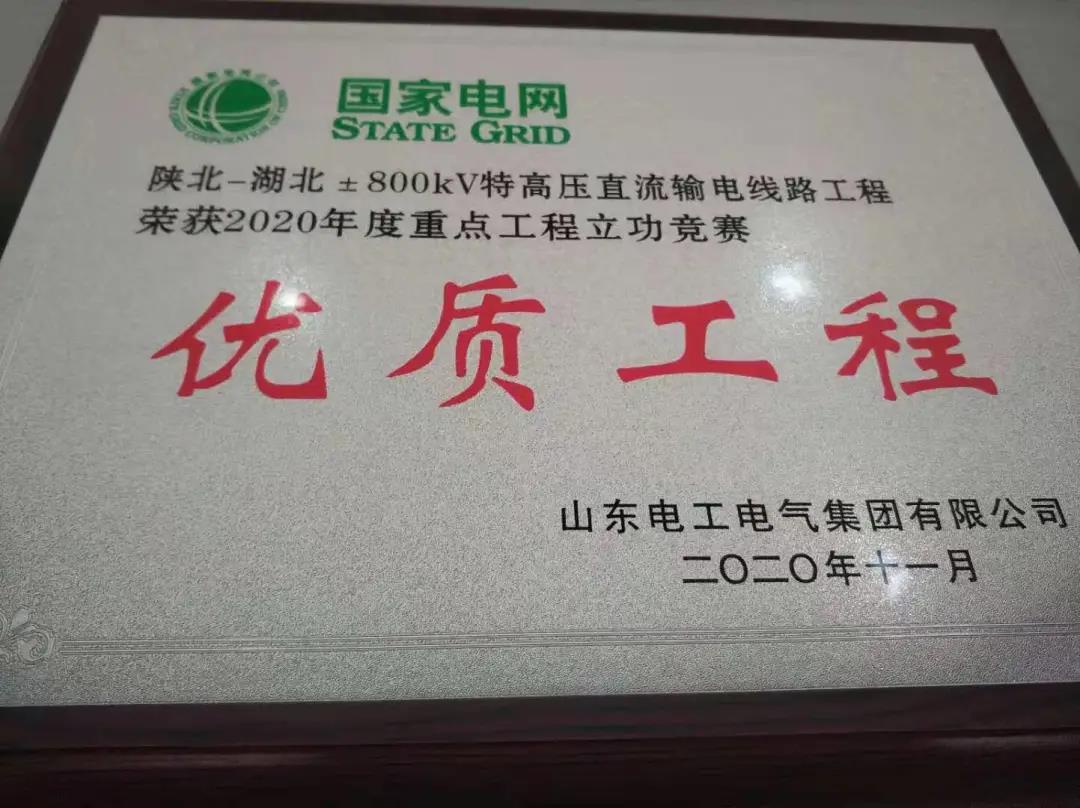 国家电网
STATE GRID
陕北-湖北 ±800kV特高压直流输电线路工程
荣获2020年度重点工程立功竞赛
优质工程
山东电工电气集团有限公司
二〇二〇年十一月